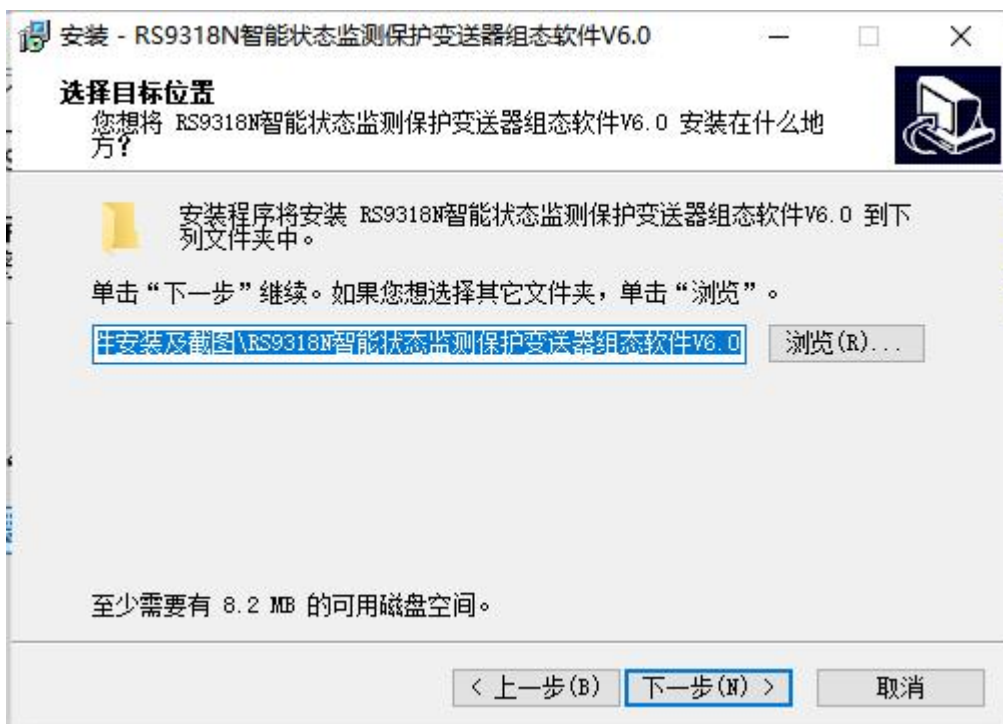 安装 - RS9318N智能状态监测保护变送器组态软件V6.0
选择目标位置
您想将 RS9318N智能状态监测保护变送器组态软件V6.0 安装在什么地
方?
安装程序将安装 RS9318N智能状态监测保护变送器组态软件V6.0 到下
列文件夹中。
单击“下一步”继续。如果您想选择其它文件夹，单击“浏览”。
件安装及截图\RS9318N智能状态监测保护变送器组态软件V6.0
浏览(R)...
至少需要有 8.2 MB 的可用磁盘空间。
< 上一步(B)
下一步(N) >
取消